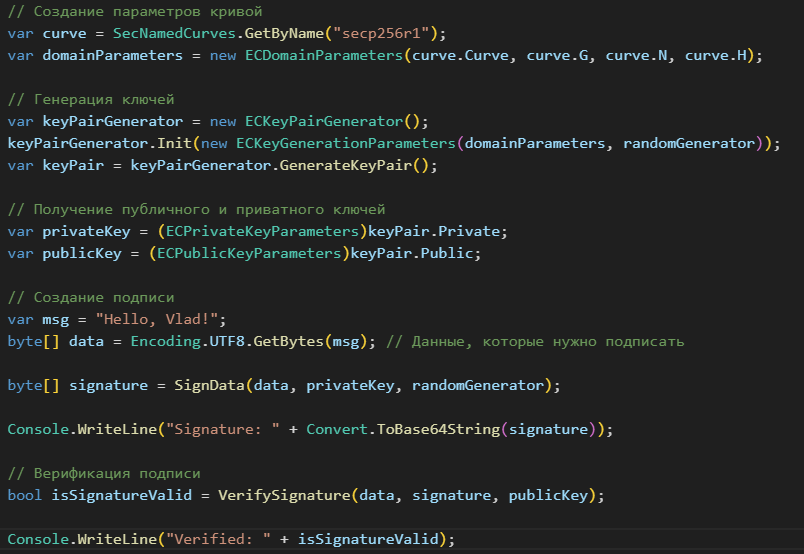 // Создание параметров кривой
var curve = SecNamedCurves.GetByName("secp256r1");
var domainParameters = new ECDomainParameters(curve.Curve, curve.G, curve.N, curve.H);
// Генерация ключей
var keyPairGenerator = new ECKeyPairGenerator();
keyPairGenerator.Init(new ECKeyGenerationParameters(domainParameters, randomGenerator));
var keyPair = keyPairGenerator.GenerateKeyPair();
// Получение публичного и приватного ключей
var privateKey = (ECPrivateKeyParameters)keyPair.Private;
var publicKey = (ECPublicKeyParameters)keyPair.Public;
// Создание подписи
var msg = "Hello, Vlad!";
byte[] data = Encoding.UTF8.GetBytes(msg); // Данные, которые нужно подписать
byte[] signature = SignData(data, privateKey, randomGenerator);
Console.WriteLine("Signature: " + Convert.ToBase64String(signature));
// Верификация подписи
bool isSignatureValid = VerifySignature(data, signature, publicKey);
Console.WriteLine("Verified: " + isSignatureValid);